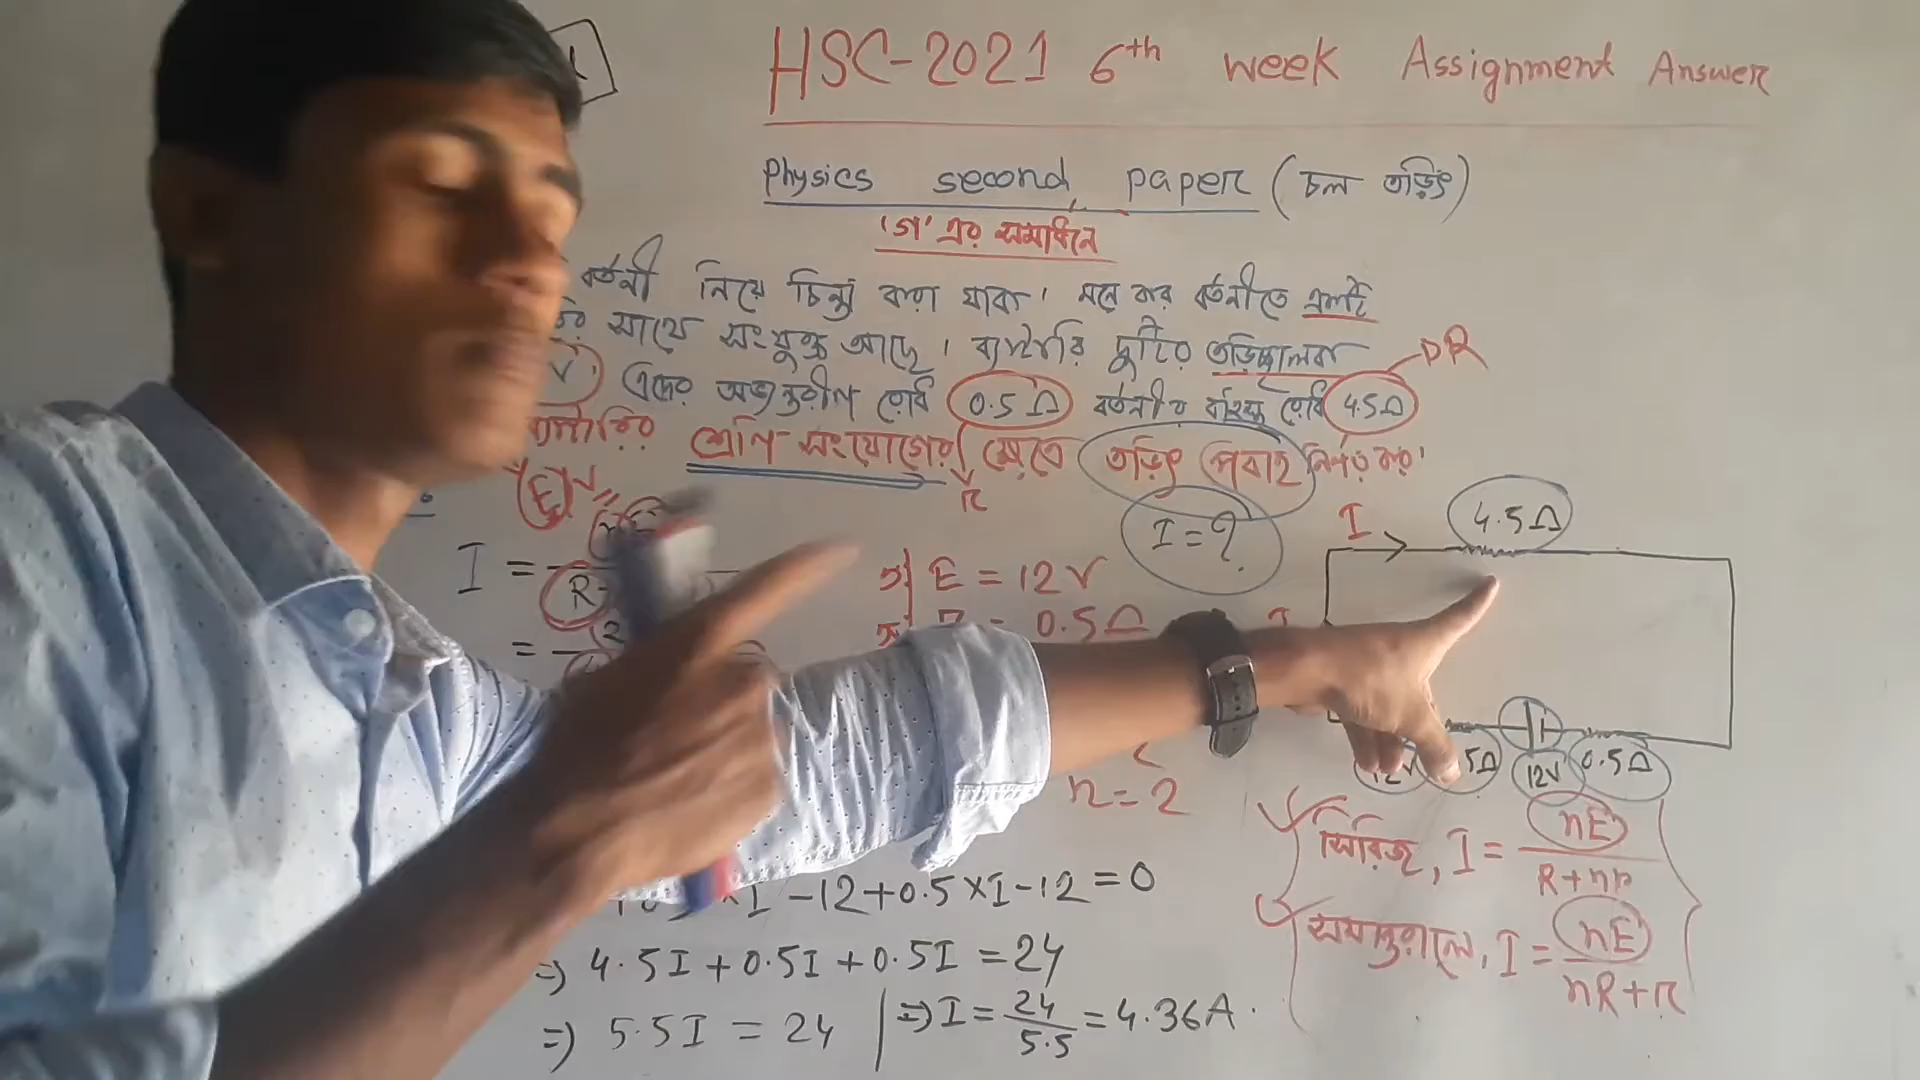 HSC-2021 6th week Assignment Answer
Physics second paper (চল তড়িৎ)
'গ' এর সমাধান
বর্তনী নিয়ে চিন্তা করা যাক। মনে কর বর্তনীতে একই
সাথে সংযুক্ত আছে। ব্যাটারি দুটির তড়িচ্চালক
DR
V, এদের অভ্যন্তরীণ রোধ 0.5Ω বর্তনীর বহিস্থ রোধ 4.5Ω
শ্রেণি সংযোগের ক্ষেত্রে তড়িৎ প্রবাহ নির্ণয় কর।
r
(E) V
I =
R
=
E = 12V
0.5Ω
n = 2
I = ?
I
4.5Ω
12V
5Ω
12V
0.5Ω
সিরিজ, I = nE / R+nr
সমান্তরালে, I = nE / nR+r
×I -12+0.5×I-12=0
⇒ 4.5I+0.5I+0.5I=24
⇒ 5.5I = 24 | ⇒ I = 24/5.5 = 4.36A.